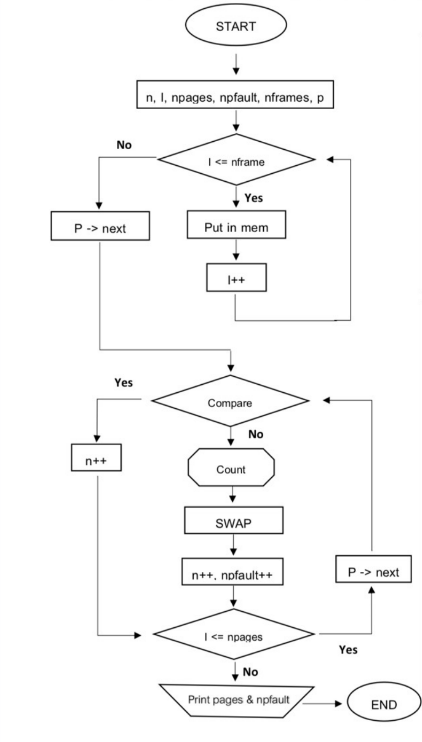 START
n, I, npages, npfault, nframes, p
No
I <= nframe
Yes
P -> next
Put in mem
I++
Yes
Compare
No
n++
Count
SWAP
n++, npfault++
P -> next
I <= npages
Yes
No
Print pages & npfault
END